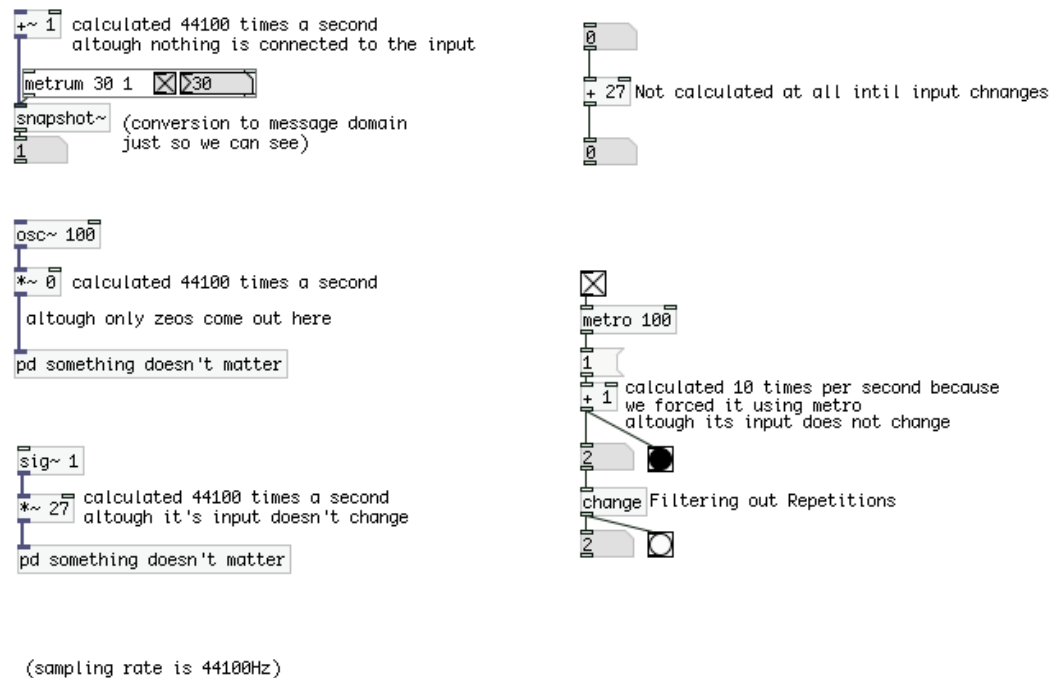 +~ 1
calculated 44100 times a second
altough nothing is connected to the input
metrum 30 1
30
snapshot~
(conversion to message domain
just so we can see)
1
osc~ 100
*~ 0
calculated 44100 times a second
altough only zeos come out here
pd something doesn't matter
sig~ 1
*~ 27
calculated 44100 times a second
altough it's input doesn't change
pd something doesn't matter
(sampling rate is 44100Hz)
0
+ 27
Not calculated at all intil input chnanges
0
metro 100
1
+ 1
calculated 10 times per second because
we forced it using metro
altough its input does not change
2
change
Filtering out Repetitions
2